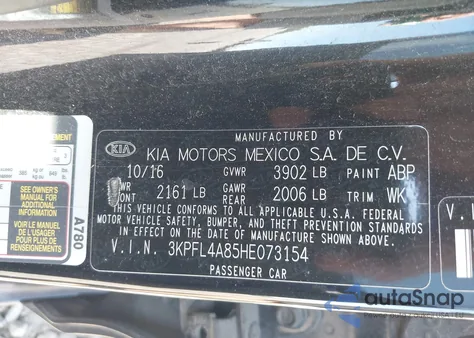 MANUFACTURED BY
KIA KIA MOTORS MEXICO S.A. DE C.V.
10/16 GVWR 3902 LB PAINT ABP
WR GAWR
ONT 2161 LB 2006 LB TRIM WK
THIS VEHICLE CONFORMS TO ALL APPLICABLE U.S.A. FEDERAL
MOTOR VEHICLE SAFETY, BUMPER, AND THEFT PREVENTION STANDARDS
IN EFFECT ON THE DATE OF MANUFACTURE SHOWN ABOVE.
V.I.N. 3KPFL4A85HE073154
PASSENGER CAR
SEE OWNER'S
MANUAL FOR
ADDITIONAL
INFORMATION
VOIR LE MANUEL
DE L'USAGER
POUR PLUS DE
RENSEIGNEMENTS
A780
autoSnap